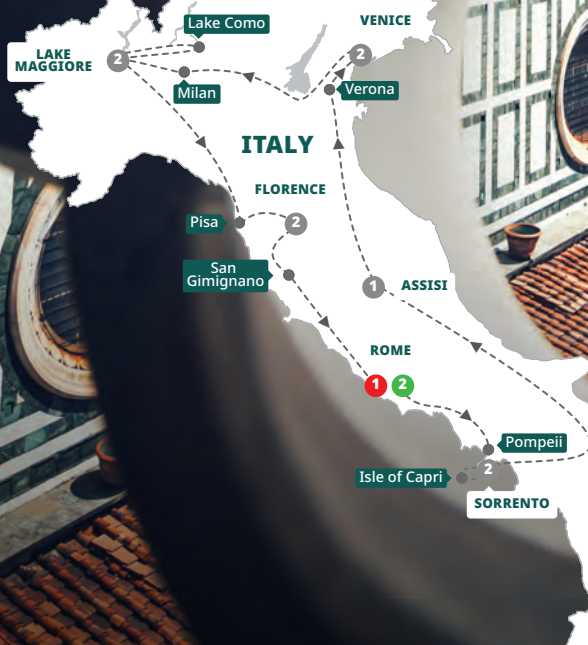 Lake Como
VENICE
2
LAKE
MAGGIORE
2
Milan
Verona
ITALY
FLORENCE
Pisa
2
San
Gimignano
1
ASSISI
ROME
1
2
Pompeii
2
Isle of Capri
SORRENTO